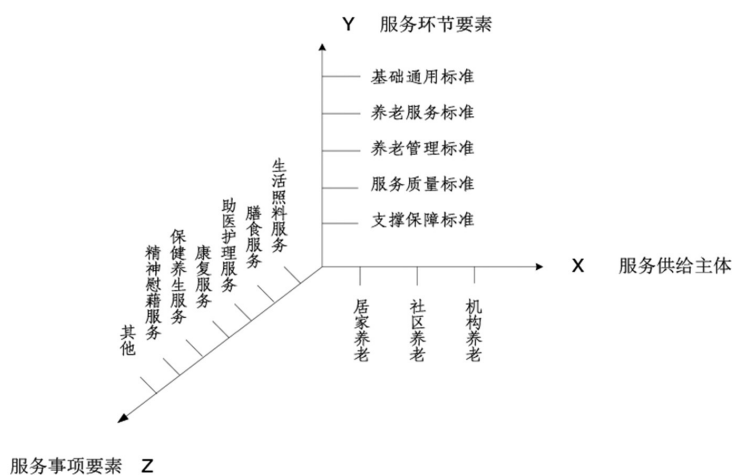 Y 服务环节要素
基础通用标准
养老服务标准
养老管理标准
服务质量标准
支撑保障标准
生活照料服务
膳食服务
助医护理服务
康复服务
保健养生服务
精神慰藉服务
其他
X 服务供给主体
居家养老
社区养老
机构养老
服务事项要素 Z